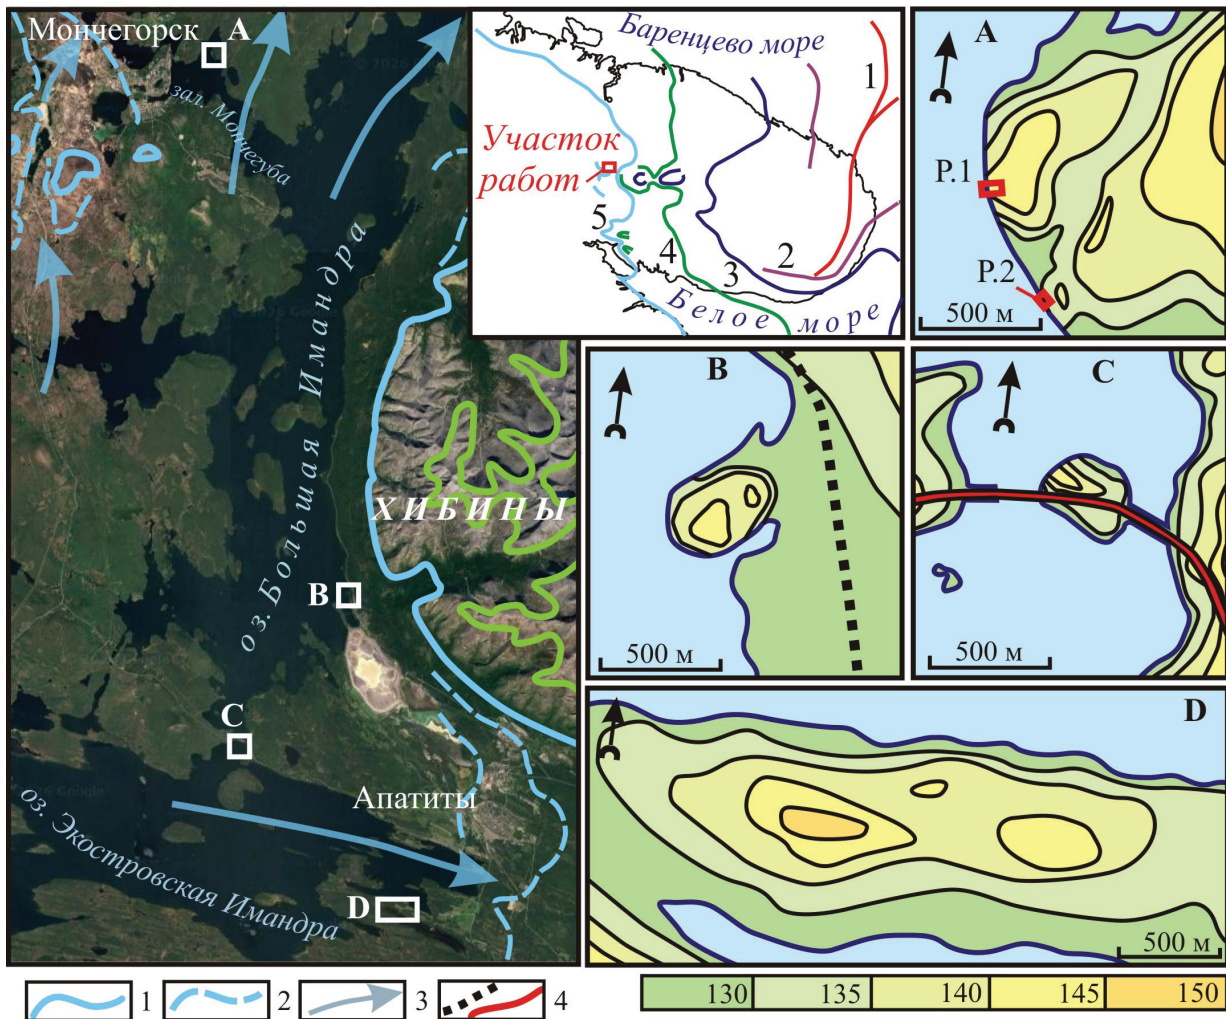 Мончегорск
A
зал. Мончегуба
оз. Большая Имандра
ХИБИНЫ
B
C
Апатиты
оз. Экостровская Имандра
D
Баренцево море
1
Участок
работ
5
4
3
2
Белое море
A
P.1
P.2
500 м
B
500 м
C
500 м
D
500 м
1
2
3
4
130
135
140
145
150